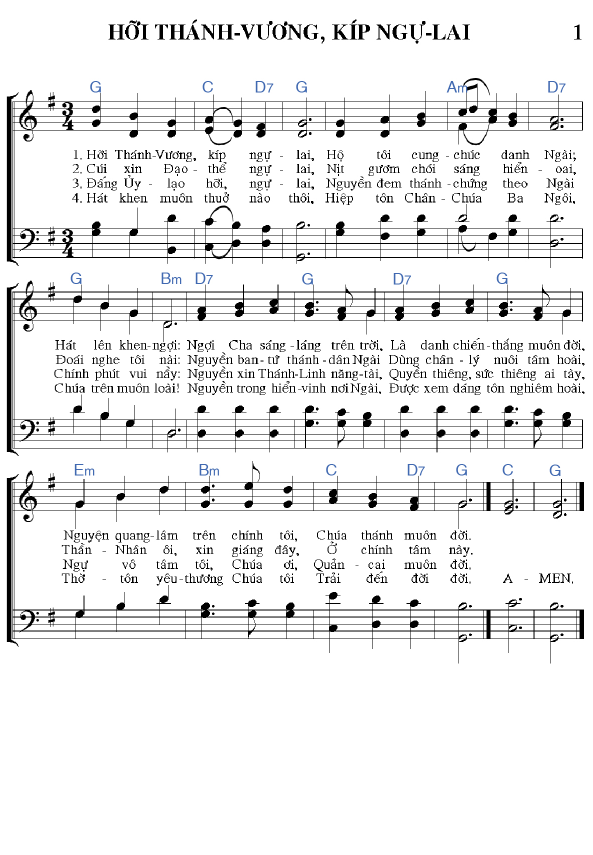 HỠI THÁNH-VƯƠNG, KÍP NGỰ-LAI 1
G C D7 G Am D7
1. Hỡi Thánh-Vương, kíp ngự - lai, Hộ tôi cung-chúc danh Ngài;
2. Cúi xin Đạo-thể ngự - lai, Nịt gươm chói sáng hiển-oai,
3. Đấng Ủy-lạo hỡi, ngự - lai, Nguyền đem thánh-chứng theo Ngài
4. Hát khen muôn thuở nào thôi, Hiệp tôn Chân-Chúa Ba Ngôi,
G Bm D7 G D7 G
Hát lên khen-ngợi: Ngợi Cha sáng-láng trên trời, Là danh chiến-thắng muôn đời,
Đoái nghe tôi nài: Nguyền ban-tứ thánh-dân Ngài Dùng chân-lý nuôi tâm hoài,
Chính phút vui nầy: Nguyền xin Thánh-Linh năng-tài, Quyền thiêng, sức thiêng ai tày,
Chúa trên muôn loài! Nguyền trong hiển-vinh nơi Ngài, Được xem dáng tôn nghiêm hoài,
Em Bm C D7 G C G
Nguyện quang-lâm trên chính tôi, Chúa thánh muôn đời.
Thần-Nhân ôi, xin giáng đây, Ở chính tâm này.
Ngự vô tâm tôi, Chúa ơi, Quản-cai muôn đời.
Thờ-tôn yêu-thương Chúa tôi Trải đến đời đời. A-MEN.